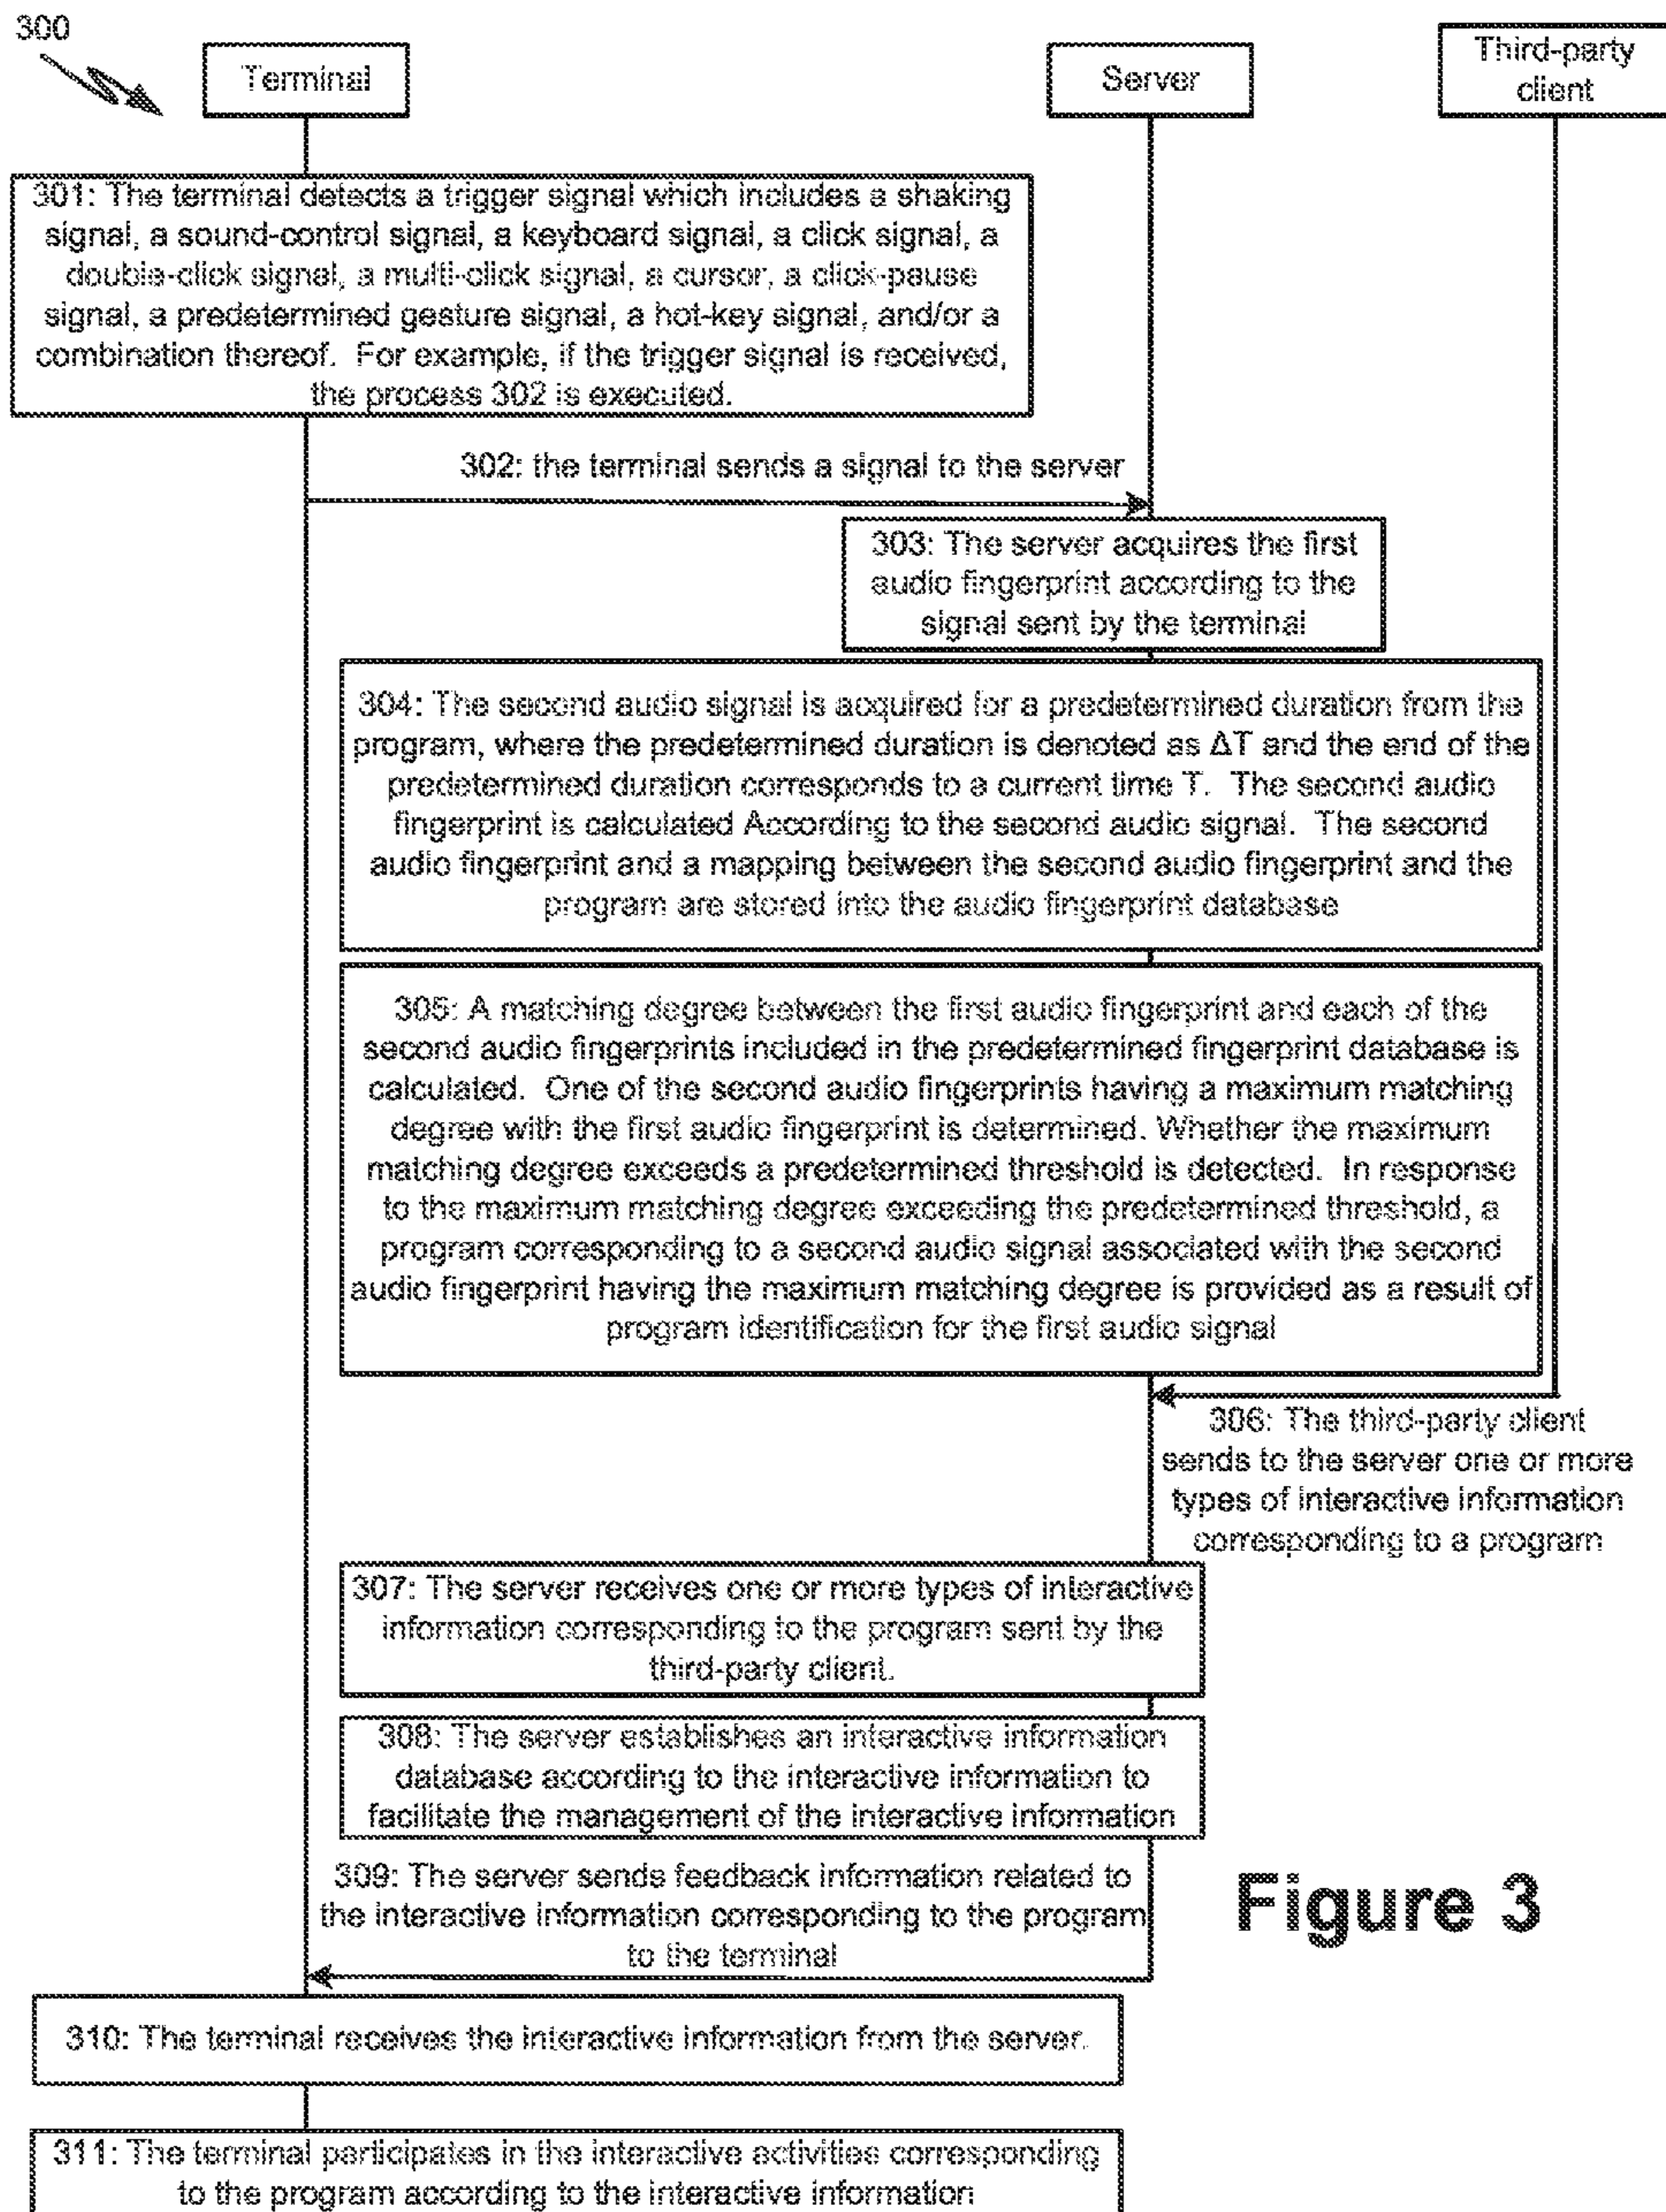 300
Terminal
Server
Third-party
client
301: The terminal detects a trigger signal which includes a shaking
signal, a sound-control signal, a keyboard signal, a click signal, a
double-click signal, a multi-click signal, a cursor, a click-pause
signal, a predetermined gesture signal, a hot-key signal, and/or a
combination thereof. For example, if the trigger signal is received,
the process 302 is executed.
302: the terminal sends a signal to the server
303: The server acquires the first
audio fingerprint according to the
signal sent by the terminal
304: The second audio signal is acquired for a predetermined duration from the
program, where the predetermined duration is denoted as ΔT and the end of the
predetermined duration corresponds to a current time T. The second audio
fingerprint is calculated According to the second audio signal. The second
audio fingerprint and a mapping between the second audio fingerprint and the
program are stored into the audio fingerprint database
305: A matching degree between the first audio fingerprint and each of the
second audio fingerprints included in the predetermined fingerprint database is
calculated. One of the second audio fingerprints having a maximum matching
degree with the first audio fingerprint is determined. Whether the maximum
matching degree exceeds a predetermined threshold is detected. In response
to the maximum matching degree exceeding the predetermined threshold, a
program corresponding to a second audio signal associated with the second
audio fingerprint having the maximum matching degree is provided as a result of
program identification for the first audio signal
306: The third-party client
sends to the server one or more
types of interactive information
corresponding to a program
307: The server receives one or more types of interactive
information corresponding to the program sent by the
third-party client.
308: The server establishes an interactive information
database according to the interactive information to
facilitate the management of the interactive information
309: The server sends feedback information related to
the interactive information corresponding to the program
to the terminal
Figure 3
310: The terminal receives the interactive information from the server.
311: The terminal participates in the interactive activities corresponding
to the program according to the interactive information